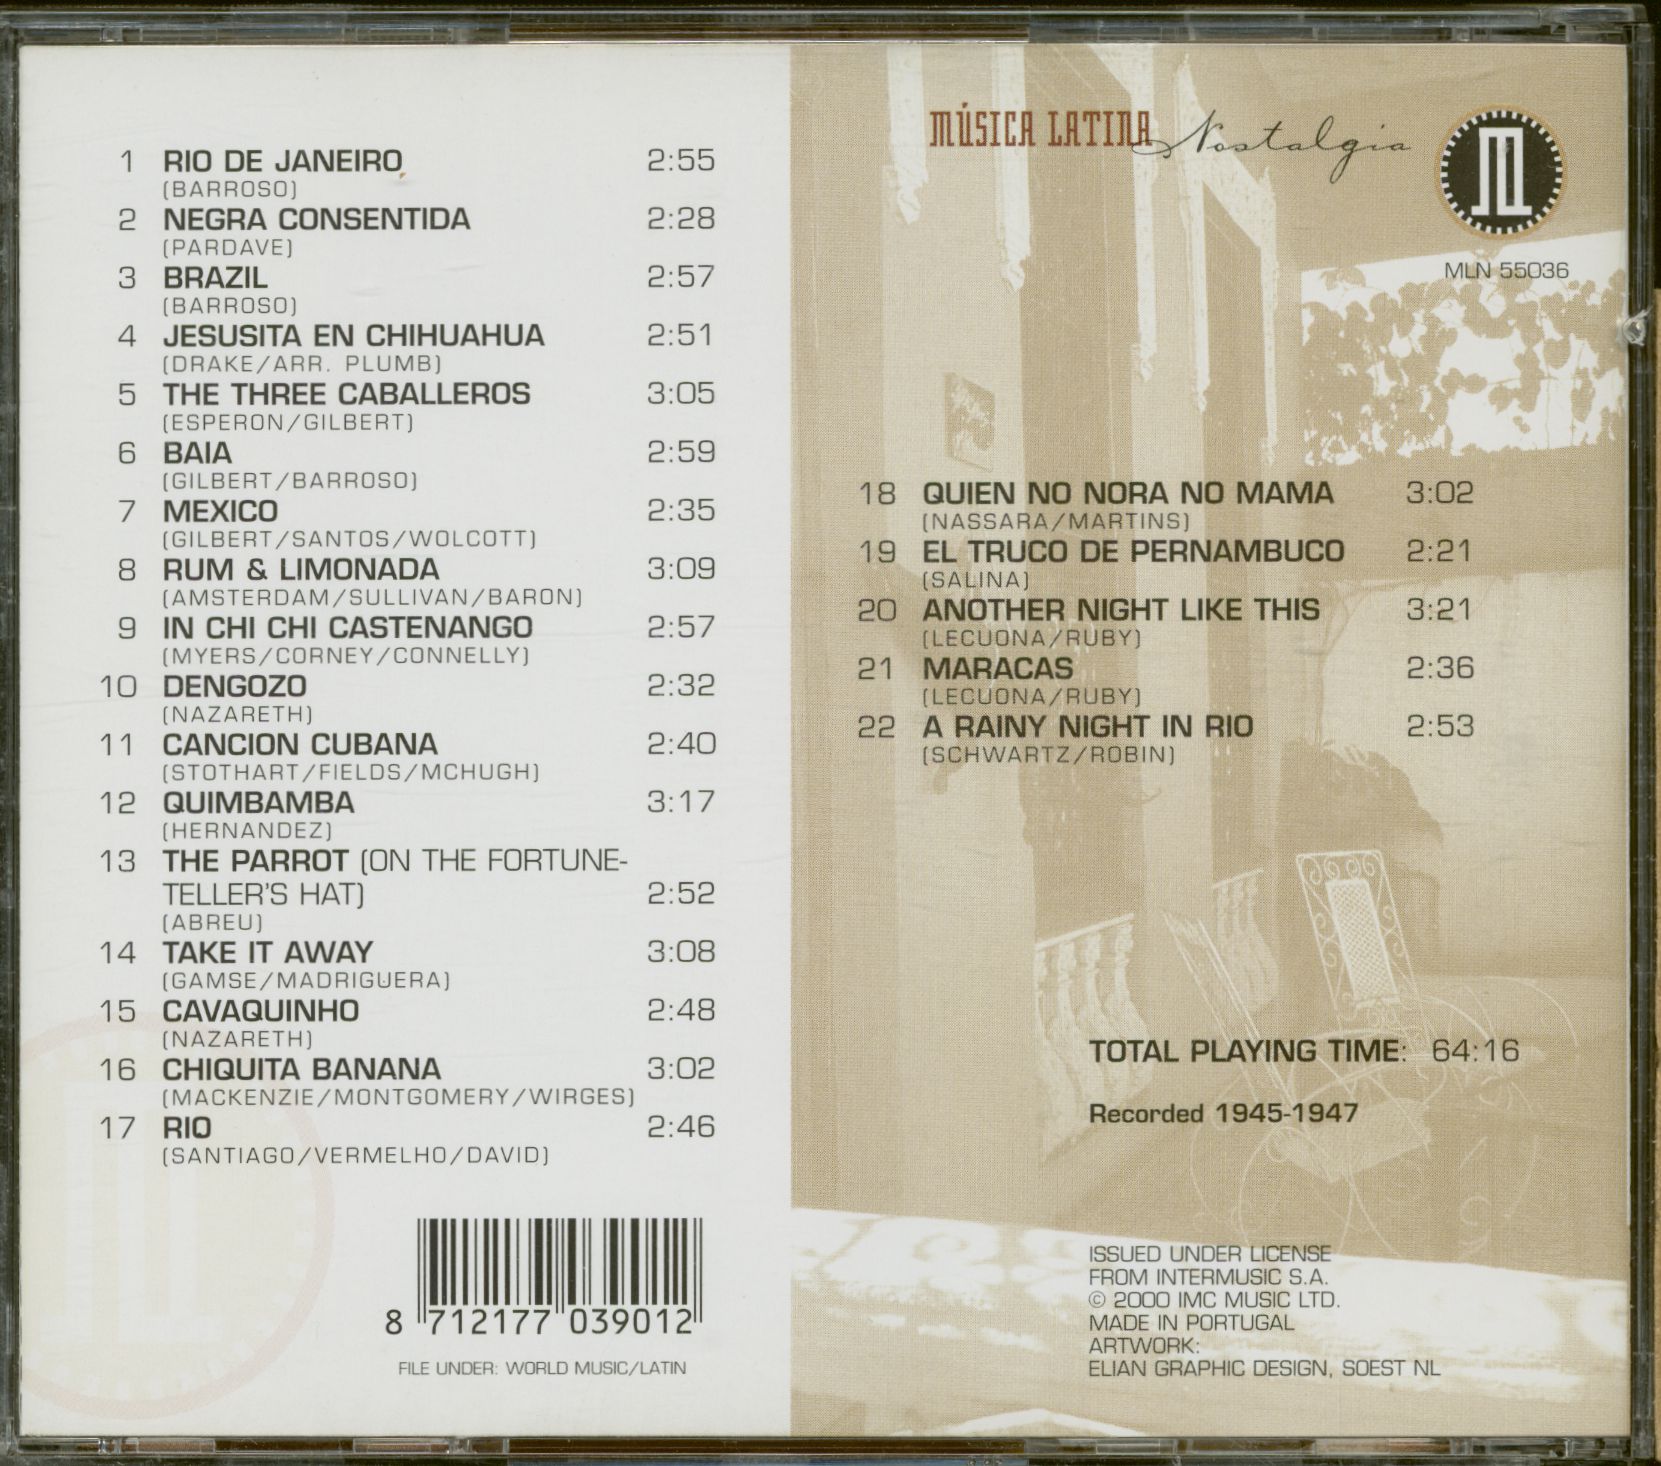 1 RIO DE JANEIRO 2:55
(BARROSO)
2 NEGRA CONSENTIDA 2:28
(PARDAVE)
3 BRAZIL 2:57
(BARROSO)
4 JESUSITA EN CHIHUAHUA 2:51
(DRAKE/ARR. PLUMB)
5 THE THREE CABALLEROS 3:05
(ESPERON/GILBERT)
6 BAIA 2:59
(GILBERT/BARROSO)
7 MEXICO 2:35
(GILBERT/SANTOS/WOLCOTT)
8 RUM & LIMONADA 3:09
(AMSTERDAM/SULLIVAN/BARON)
9 IN CHI CHI CASTENANGO 2:57
(MYERS/CORNEY/CONNELLY)
10 DENGOZO 2:32
(NAZARETH)
11 CANCION CUBANA 2:40
(STOTHART/FIELDS/MCHUGH)
12 QUIMBAMBA 3:17
(HERNANDEZ)
13 THE PARROT (ON THE FORTUNE-
TELLER'S HAT) 2:52
(ABREU)
14 TAKE IT AWAY 3:08
(GAMSE/MADRIGUERA)
15 CAVAQUINHO 2:48
(NAZARETH)
16 CHIQUITA BANANA 3:02
(MACKENZIE/MONTGOMERY/WIRGES)
17 RIO 2:46
(SANTIAGO/VERMELHO/DAVID)
8 712177 039012
FILE UNDER: WORLD MUSIC/LATIN
MÚSICA LATINA Nostalgia
MLN 55036
18 QUIEN NO NORA NO MAMA 3:02
(NASSARA/MARTINS)
19 EL TRUCO DE PERNAMBUCO 2:21
(SALINA)
20 ANOTHER NIGHT LIKE THIS 3:21
(LECUONA/RUBY)
21 MARACAS 2:36
(LECUONA/RUBY)
22 A RAINY NIGHT IN RIO 2:53
(SCHWARTZ/ROBIN)
TOTAL PLAYING TIME: 64:16
Recorded 1945-1947
ISSUED UNDER LICENSE
FROM INTERMUSIC S.A.
© 2000 IMC MUSIC LTD.
MADE IN PORTUGAL
ARTWORK:
ELIAN GRAPHIC DESIGN, SOEST NL